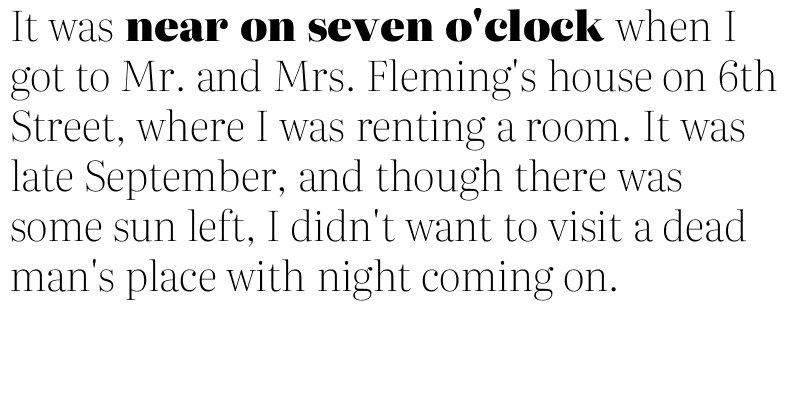 It was near on seven o'clock when I
got to Mr. and Mrs. Fleming's house on 6th
Street, where I was renting a room. It was
late September, and though there was
some sun left, I didn't want to visit a dead
man's place with night coming on.